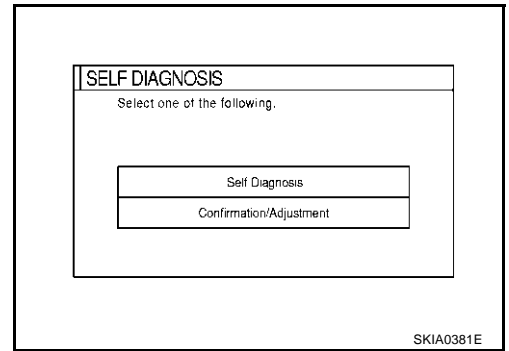 SELF DIAGNOSIS
Select one of the following.
Self Diagnosis
Confirmation/Adjustment
SKIA0381E